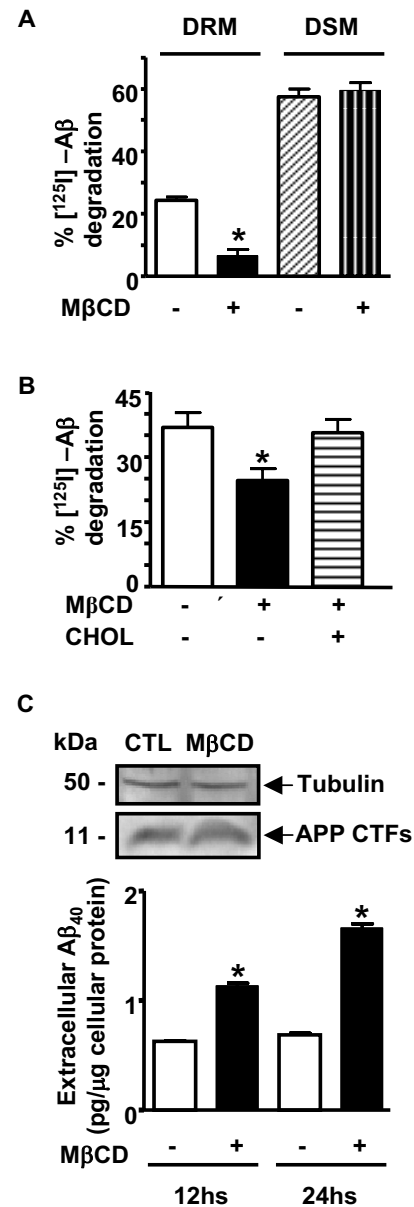 A
DRM DSM
% [¹²⁵I] –Aβ
degradation
60
40
20
0
*
MβCD - + - +
B
% [¹²⁵I] –Aβ
degradation
45
30
15
0
*
MβCD - ´ + +
CHOL - - +
C
kDa CTL MβCD
50 - Tubulin
11 - APP CTFs
Extracellular Aβ₄₀
(pg/μg cellular protein)
2
1
0
* *
MβCD - + - +
12hs 24hs